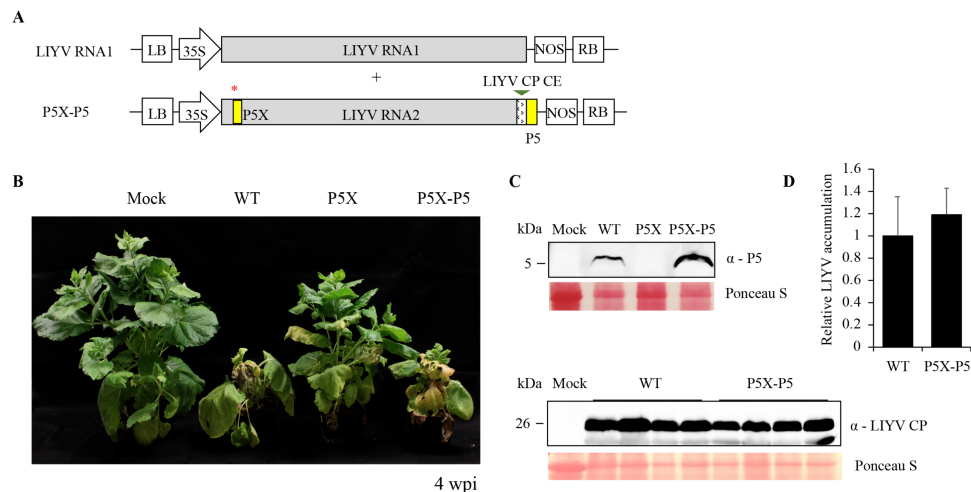 A
LIYV RNA1
LB
35S
LIYV RNA1
NOS
RB
+
LIYV CP CE
*
P5X-P5
LB
35S
P5X
LIYV RNA2
P5
NOS
RB
B
Mock
WT
P5X
P5X-P5
4 wpi
C
kDa
Mock
WT
P5X
P5X-P5
5
α - P5
Ponceau S
kDa
Mock
WT
P5X-P5
26
α - LIYV CP
Ponceau S
D
Relative LIYV accumulation
1.6
1.4
1.2
1
0.8
0.6
0.4
0.2
0
WT
P5X-P5